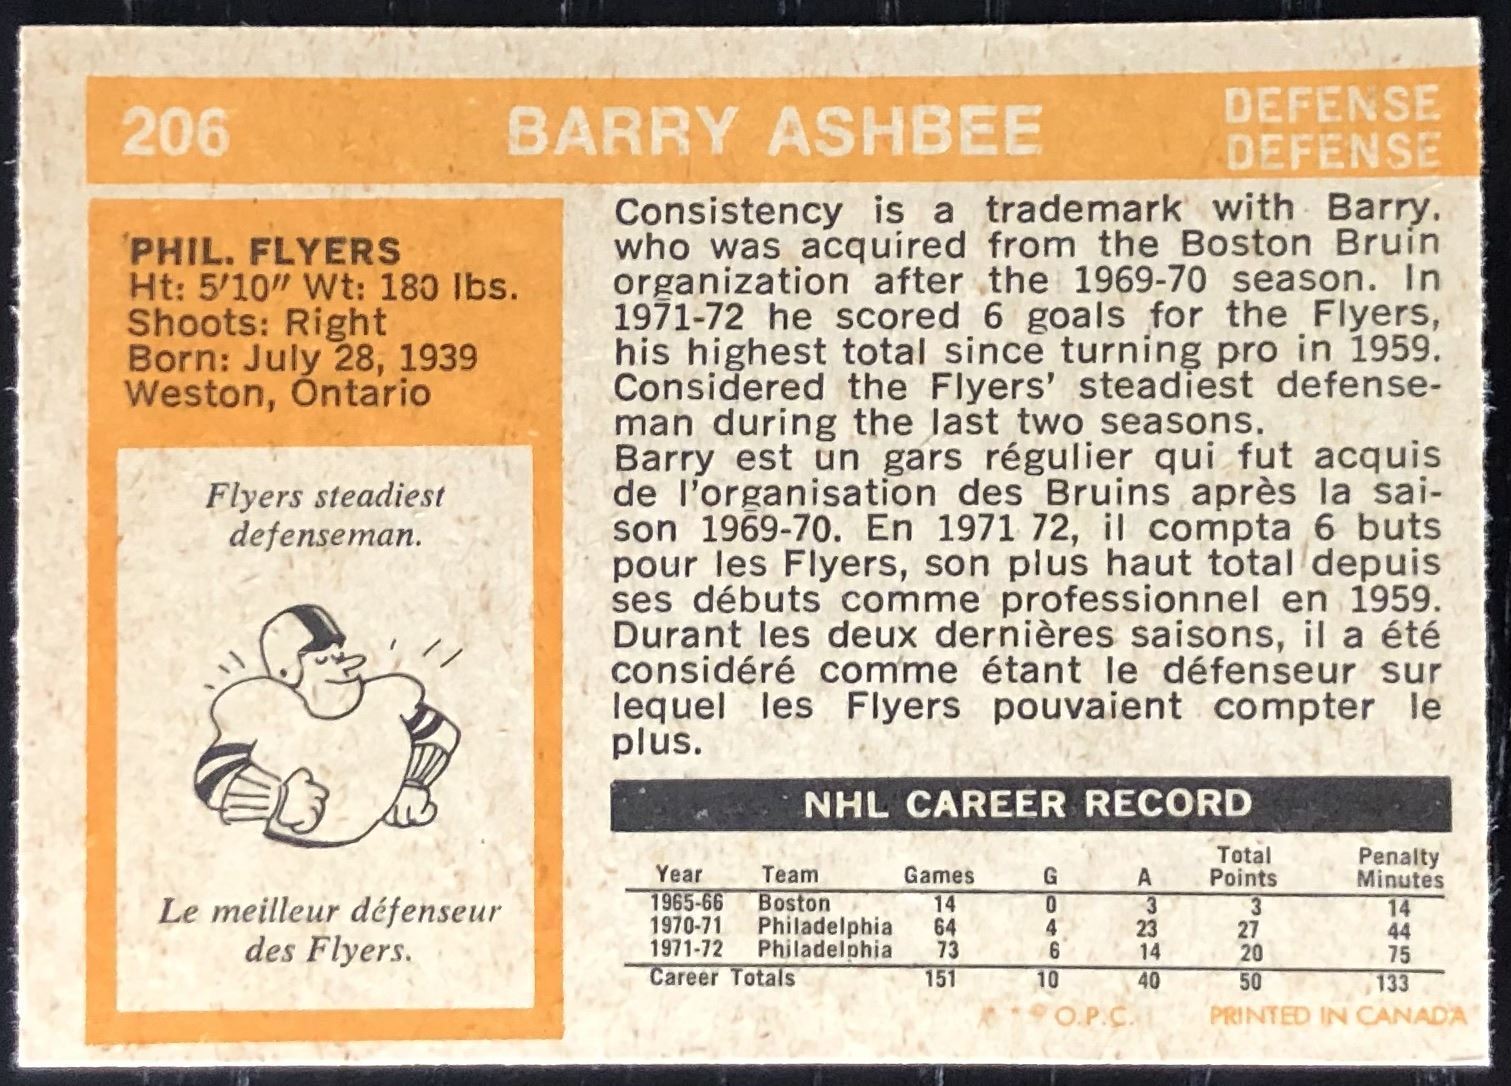 206 BARRY ASHBEE DEFENSE
DEFENSE
PHIL. FLYERS
Ht: 5'10" Wt: 180 lbs.
Shoots: Right
Born: July 28, 1939
Weston, Ontario
Flyers steadiest
defenseman.
Le meilleur défenseur
des Flyers.
Consistency is a trademark with Barry.
who was acquired from the Boston Bruin
organization after the 1969-70 season. In
1971-72 he scored 6 goals for the Flyers,
his highest total since turning pro in 1959.
Considered the Flyers' steadiest defense-
man during the last two seasons.
Barry est un gars régulier qui fut acquis
de l'organisation des Bruins après la sai-
son 1969-70. En 1971 72, il compta 6 buts
pour les Flyers, son plus haut total depuis
ses débuts comme professionnel en 1959.
Durant les deux dernières saisons, il a été
considéré comme étant le défenseur sur
lequel les Flyers pouvaient compter le
plus.
NHL CAREER RECORD
Year Team Games G A Total Points Penalty Minutes
1965-66 Boston 14 0 3 3 14
1970-71 Philadelphia 64 4 23 27 44
1971-72 Philadelphia 73 6 14 20 75
Career Totals 151 10 40 50 133
O.P.C. PRINTED IN CANADA